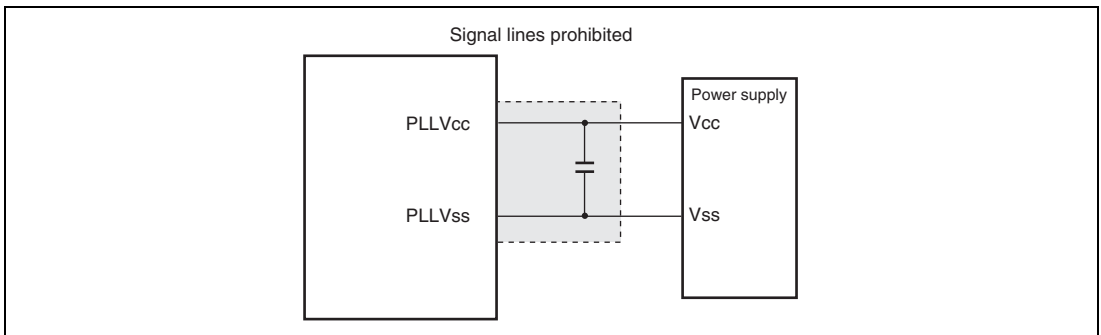 Signal lines prohibited
Power supply
PLLVcc
Vcc
PLLVss
Vss